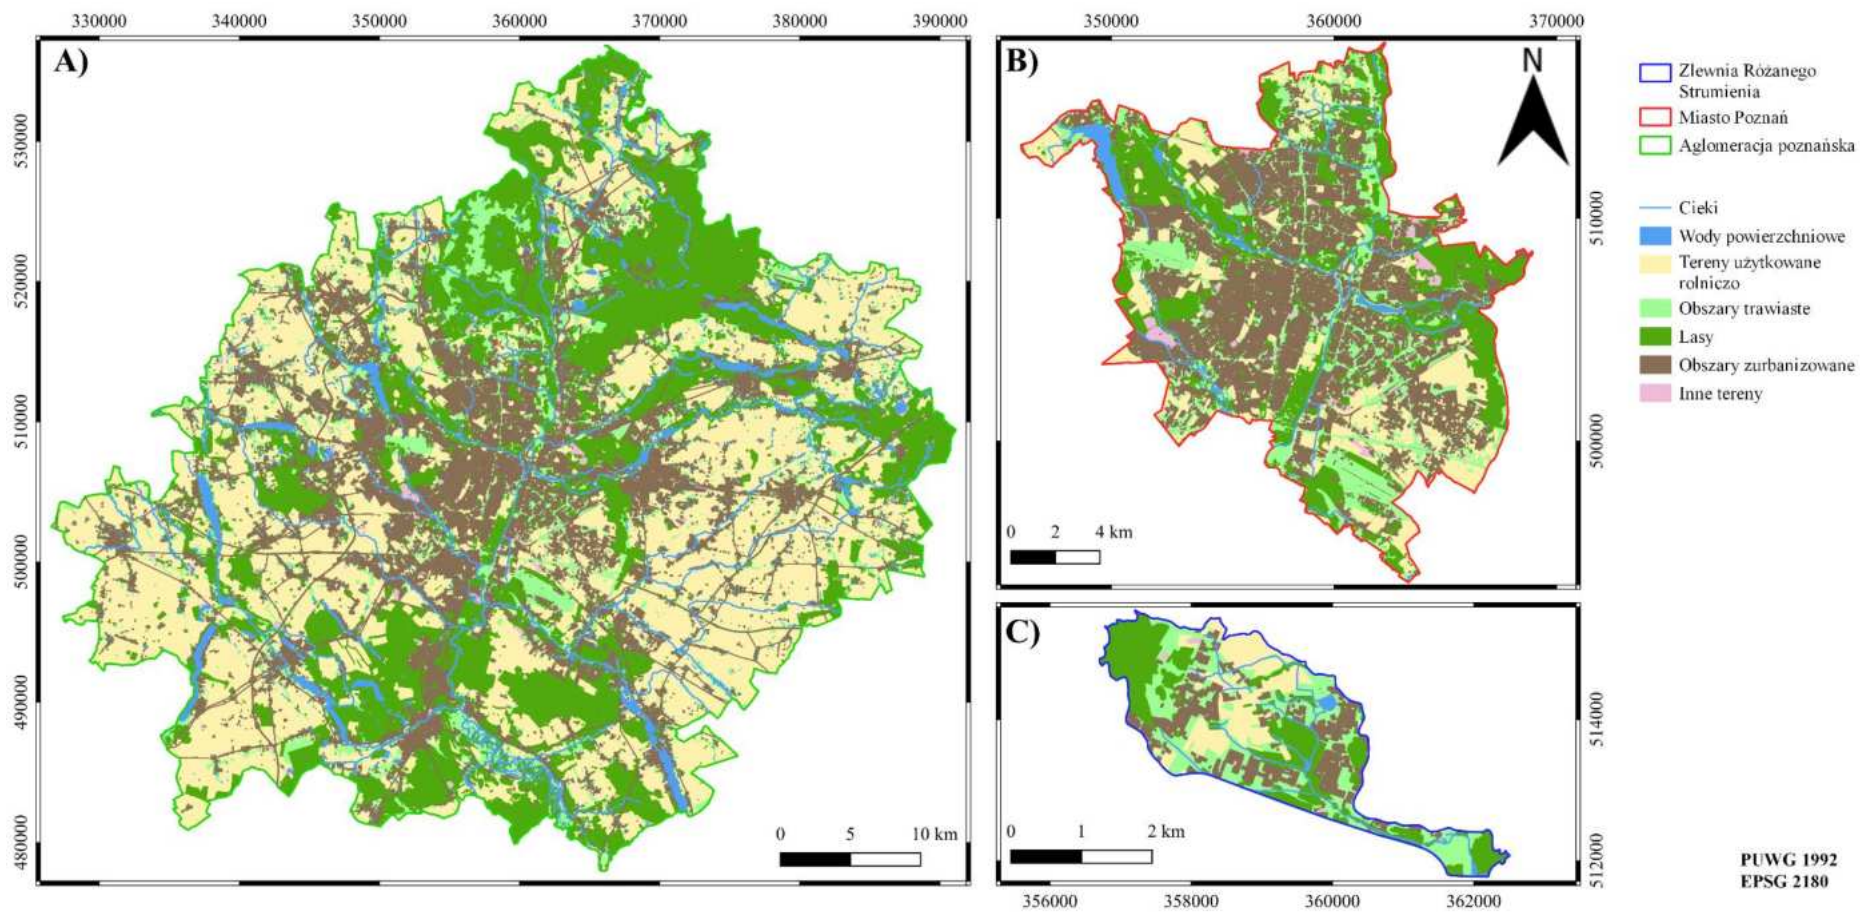 330000 340000 350000 360000 370000 380000 390000
A)
530000
520000
510000
500000
490000
480000
0 5 10 km
350000 360000 370000
B)
N
510000
500000
0 2 4 km
C)
514000
512000
0 1 2 km
356000 358000 360000 362000
Zlewnia Różanego
Strumienia
Miasto Poznań
Aglomeracja poznańska
Cieki
Wody powierzchniowe
Tereny użytkowane
rolniczo
Obszary trawiaste
Lasy
Obszary zurbanizowane
Inne tereny
PUWG 1992
EPSG 2180